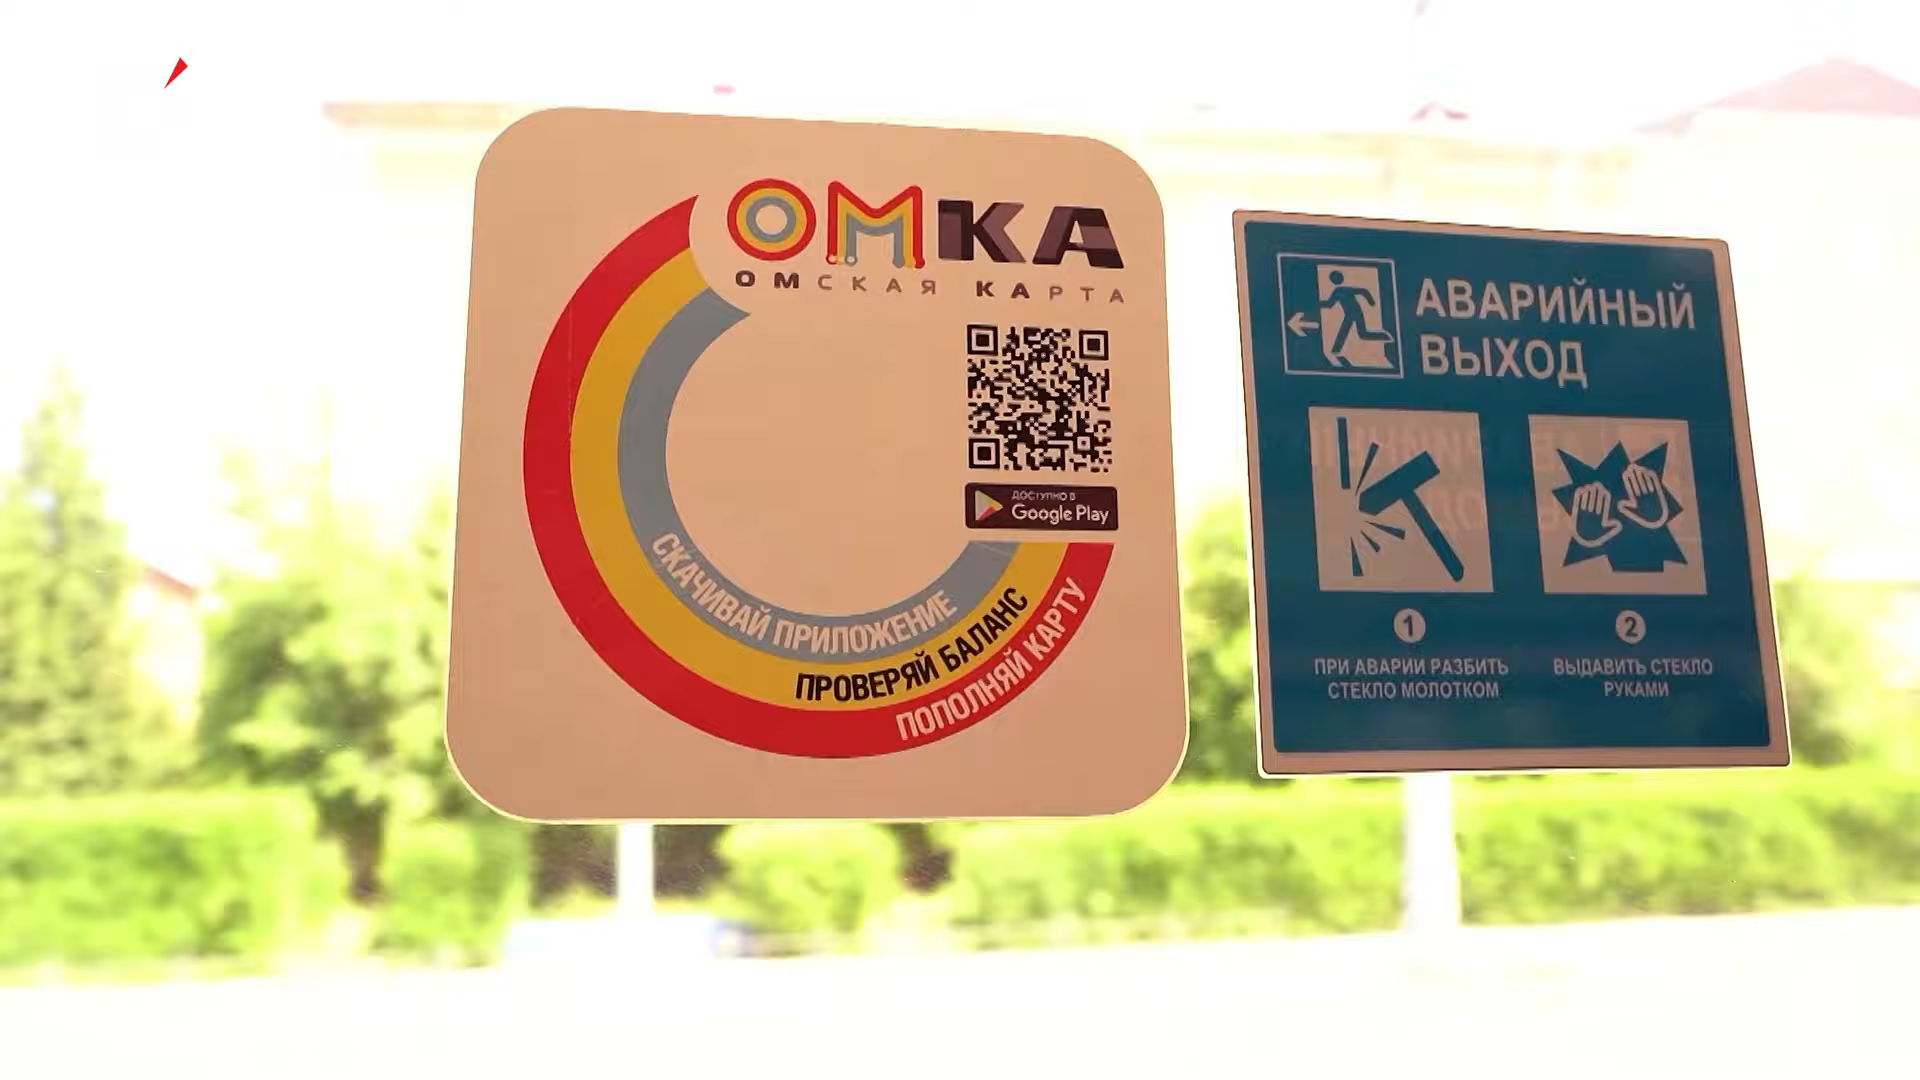 ОМКА
ОМСКАЯ КАРТА
ДОСТУПНО В
Google Play
СКАЧИВАЙ ПРИЛОЖЕНИЕ
ПРОВЕРЯЙ БАЛАНС
ПОПОЛНЯЙ КАРТУ
АВАРИЙНЫЙ
ВЫХОД
1
ПРИ АВАРИИ РАЗБИТЬ
СТЕКЛО МОЛОТКОМ
2
ВЫДАВИТЬ СТЕКЛО
РУКАМИ